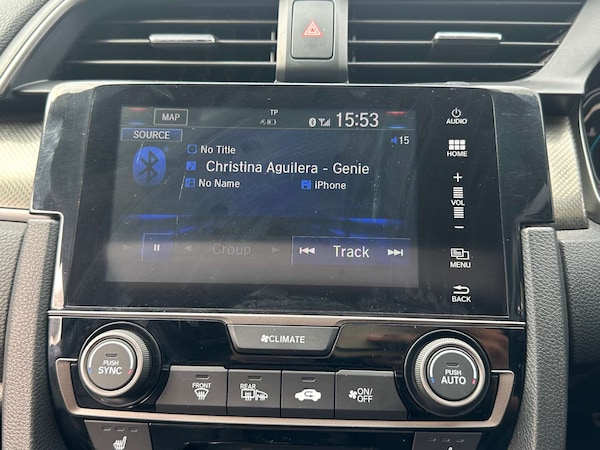 MAP
TP
15:53
AUDIO
SOURCE
15
No Title
Christina Aguilera - Genie
No Name
iPhone
HOME
VOL
Group
Track
MENU
BACK
CLIMATE
PUSH
SYNC
FRONT
REAR
ON/
OFF
PUSH
AUTO